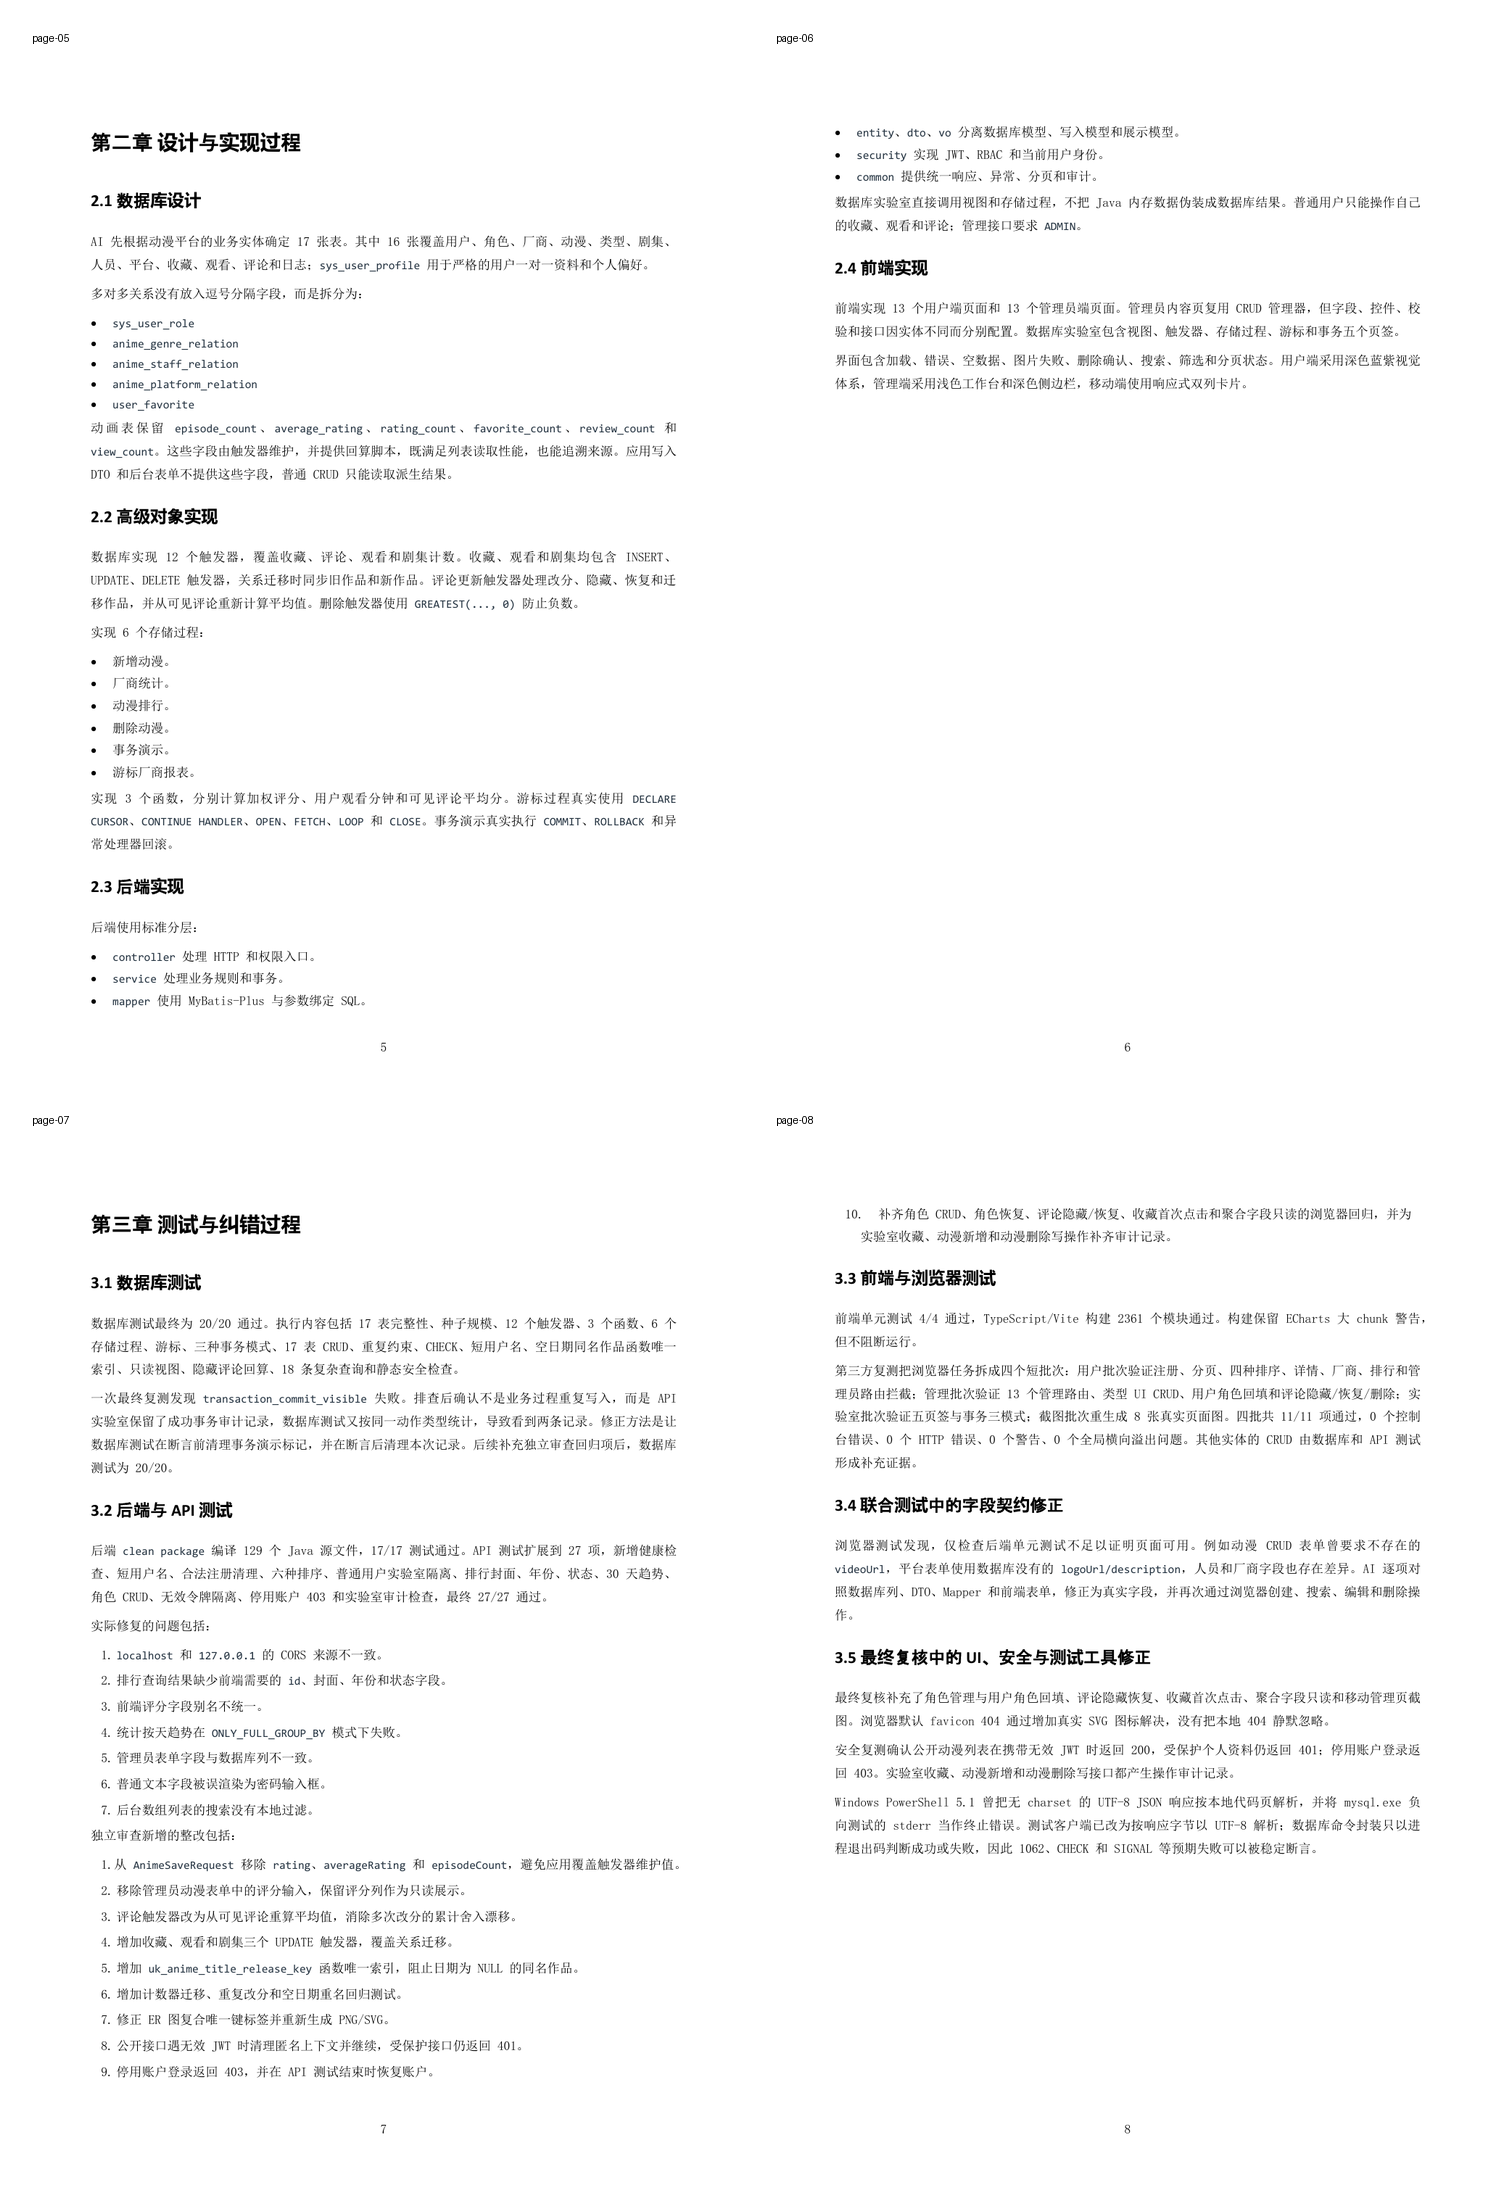 page-05
第二章 设计与实现过程
2.1 数据库设计
AI 先根据动漫平台的业务实体确定 17 张表。其中 16 张覆盖用户、角色、厂商、动漫、类型、剧集、
人员、平台、收藏、观看、评论和日志；sys_user_profile 用于严格的用户一对一资料和个人偏好。
多对多关系没有放入逗号分隔字段，而是拆分为：
• sys_user_role
• anime_genre_relation
• anime_staff_relation
• anime_platform_relation
• user_favorite
动画表保留 episode_count、average_rating、rating_count、favorite_count、review_count 和
view_count。这些字段由触发器维护，并提供回算脚本，既满足列表读取性能，也能追溯来源。应用写入
DTO 和后台表单不提供这些字段，普通 CRUD 只能读取派生结果。
2.2 高级对象实现
数据库实现 12 个触发器，覆盖收藏、评论、观看和剧集计数。收藏、观看和剧集均包含 INSERT、
UPDATE、DELETE 触发器，关系迁移时同步旧作品和新作品。评论更新触发器处理改分、隐藏、恢复和迁
移作品，并从可见评论重新计算平均值。删除触发器使用 GREATEST(..., 0) 防止负数。
实现 6 个存储过程：
• 新增动漫。
• 厂商统计。
• 动漫排行。
• 删除动漫。
• 事务演示。
• 游标厂商报表。
实现 3 个函数，分别计算加权评分、用户观看分钟和可见评论平均分。游标过程真实使用 DECLARE
CURSOR、CONTINUE HANDLER、OPEN、FETCH、LOOP 和 CLOSE。事务演示真实执行 COMMIT、ROLLBACK 和异
常处理器回滚。
2.3 后端实现
后端使用标准分层：
• controller 处理 HTTP 和权限入口。
• service 处理业务规则和事务。
• mapper 使用 MyBatis-Plus 与参数绑定 SQL。
5
page-06
• entity、dto、vo 分离数据库模型、写入模型和展示模型。
• security 实现 JWT、RBAC 和当前用户身份。
• common 提供统一响应、异常、分页和审计。
数据库实验室直接调用视图和存储过程，不把 Java 内存数据伪装成数据库结果。普通用户只能操作自己
的收藏、观看和评论；管理接口要求 ADMIN。
2.4 前端实现
前端实现 13 个用户端页面和 13 个管理员端页面。管理员内容页复用 CRUD 管理器，但字段、控件、校
验和接口因实体不同而分别配置。数据库实验室包含视图、触发器、存储过程、游标和事务五个页签。
界面包含加载、错误、空数据、图片失败、删除确认、搜索、筛选和分页状态。用户端采用深色蓝紫视觉
体系，管理端采用浅色工作台和深色侧边栏，移动端使用响应式双列卡片。
6
page-07
第三章 测试与纠错过程
3.1 数据库测试
数据库测试最终为 20/20 通过。执行内容包括 17 表完整性、种子规模、12 个触发器、3 个函数、6 个
存储过程、游标、三种事务模式、17 表 CRUD、重复约束、CHECK、短用户名、空日期同名作品函数唯一
索引、只读视图、隐藏评论回算、18 条复杂查询和静态安全检查。
一次最终复测发现 transaction_commit_visible 失败。排查后确认不是业务过程重复写入，而是 API
实验室保留了成功事务审计记录，数据库测试又按同一动作类型统计，导致看到两条记录。修正方法是让
数据库测试在断言前清理事务演示标记，并在断言后清理本次记录。后续补充独立审查回归项后，数据库
测试为 20/20。
3.2 后端与 API 测试
后端 clean package 编译 129 个 Java 源文件，17/17 测试通过。API 测试扩展到 27 项，新增健康检
查、短用户名、合法注册清理、六种排序、普通用户实验室隔离、排行封面、年份、状态、30 天趋势、
角色 CRUD、无效令牌隔离、停用账户 403 和实验室审计检查，最终 27/27 通过。
实际修复的问题包括：
1. localhost 和 127.0.0.1 的 CORS 来源不一致。
2. 排行查询结果缺少前端需要的 id、封面、年份和状态字段。
3. 前端评分字段别名不统一。
4. 统计按天趋势在 ONLY_FULL_GROUP_BY 模式下失败。
5. 管理员表单字段与数据库列不一致。
6. 普通文本字段被误渲染为密码输入框。
7. 后台数组列表的搜索没有本地过滤。
独立审查新增的整改包括：
1. 从 AnimeSaveRequest 移除 rating、averageRating 和 episodeCount，避免应用覆盖触发器维护值。
2. 移除管理员动漫表单中的评分输入，保留评分列作为只读展示。
3. 评论触发器改为从可见评论重算平均值，消除多次改分的累计舍入漂移。
4. 增加收藏、观看和剧集三个 UPDATE 触发器，覆盖关系迁移。
5. 增加 uk_anime_title_release_key 函数唯一索引，阻止日期为 NULL 的同名作品。
6. 增加计数器迁移、重复改分和空日期重名回归测试。
7. 修正 ER 图复合唯一键标签并重新生成 PNG/SVG。
8. 公开接口遇无效 JWT 时清理匿名上下文并继续，受保护接口仍返回 401。
9. 停用账户登录返回 403，并在 API 测试结束时恢复账户。
7
page-08
10. 补齐角色 CRUD、角色恢复、评论隐藏/恢复、收藏首次点击和聚合字段只读的浏览器回归，并为
实验室收藏、动漫新增和动漫删除写操作补齐审计记录。
3.3 前端与浏览器测试
前端单元测试 4/4 通过，TypeScript/Vite 构建 2361 个模块通过。构建保留 ECharts 大 chunk 警告，
但不阻断运行。
第三方复测把浏览器任务拆成四个短批次：用户批次验证注册、分页、四种排序、详情、厂商、排行和管
理员路由拦截；管理批次验证 13 个管理路由、类型 UI CRUD、用户角色回填和评论隐藏/恢复/删除；实
验室批次验证五页签与事务三模式；截图批次重生成 8 张真实页面图。四批共 11/11 项通过，0 个控制
台错误、0 个 HTTP 错误、0 个警告、0 个全局横向溢出问题。其他实体的 CRUD 由数据库和 API 测试
形成补充证据。
3.4 联合测试中的字段契约修正
浏览器测试发现，仅检查后端单元测试不足以证明页面可用。例如动漫 CRUD 表单曾要求不存在的
videoUrl，平台表单使用数据库没有的 logoUrl/description，人员和厂商字段也存在差异。AI 逐项对
照数据库列、DTO、Mapper 和前端表单，修正为真实字段，并再次通过浏览器创建、搜索、编辑和删除操
作。
3.5 最终复核中的 UI、安全与测试工具修正
最终复核补充了角色管理与用户角色回填、评论隐藏恢复、收藏首次点击、聚合字段只读和移动管理页截
图。浏览器默认 favicon 404 通过增加真实 SVG 图标解决，没有把本地 404 静默忽略。
安全复测确认公开动漫列表在携带无效 JWT 时返回 200，受保护个人资料仍返回 401；停用账户登录返
回 403。实验室收藏、动漫新增和动漫删除写接口都产生操作审计记录。
Windows PowerShell 5.1 曾把无 charset 的 UTF-8 JSON 响应按本地代码页解析，并将 mysql.exe 负
向测试的 stderr 当作终止错误。测试客户端已改为按响应字节以 UTF-8 解析；数据库命令封装只以进
程退出码判断成功或失败，因此 1062、CHECK 和 SIGNAL 等预期失败可以被稳定断言。
8